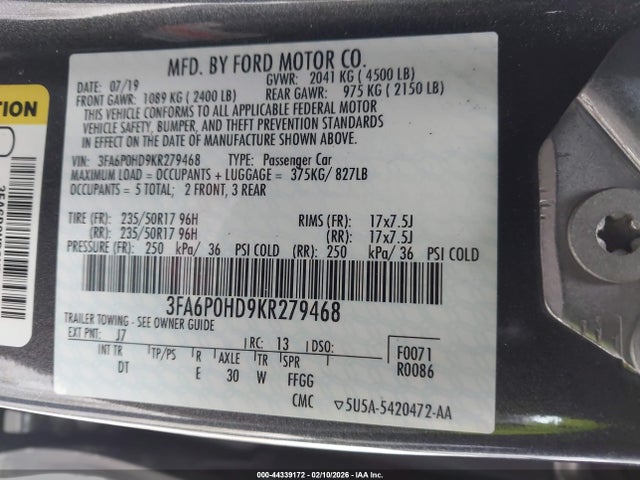 MFD. BY FORD MOTOR CO.
DATE: 07/19 GVWR: 2041 KG ( 4500 LB)
FRONT GAWR: 1089 KG ( 2400 LB) REAR GAWR: 975 KG ( 2150 LB)
THIS VEHICLE CONFORMS TO ALL APPLICABLE FEDERAL MOTOR
VEHICLE SAFETY, BUMPER, AND THEFT PREVENTION STANDARDS
IN EFFECT ON THE DATE OF MANUFACTURE SHOWN ABOVE.
VIN: 3FA6P0HD9KR279468 TYPE: Passenger Car
MAXIMUM LOAD = OCCUPANTS + LUGGAGE = 375KG/ 827LB
OCCUPANTS = 5 TOTAL; 2 FRONT, 3 REAR
TIRE (FR): 235/50R17 96H RIMS (FR): 17x7.5J
(RR): 235/50R17 96H (RR): 17x7.5J
PRESSURE (FR): 250 kPa/ 36 PSI COLD (RR): 250 kPa/ 36 PSI COLD
3FA6P0HD9KR279468
TRAILER TOWING - SEE OWNER GUIDE
EXT PNT: J7 RC: 13 DSO: F0071
INT TR TP/PS R AXLE TR SPR R0086
DT E 30 W FFGG
CMC 5U5A-5420472-AA
000-44339172 - 02/10/2026 - IAAI.com